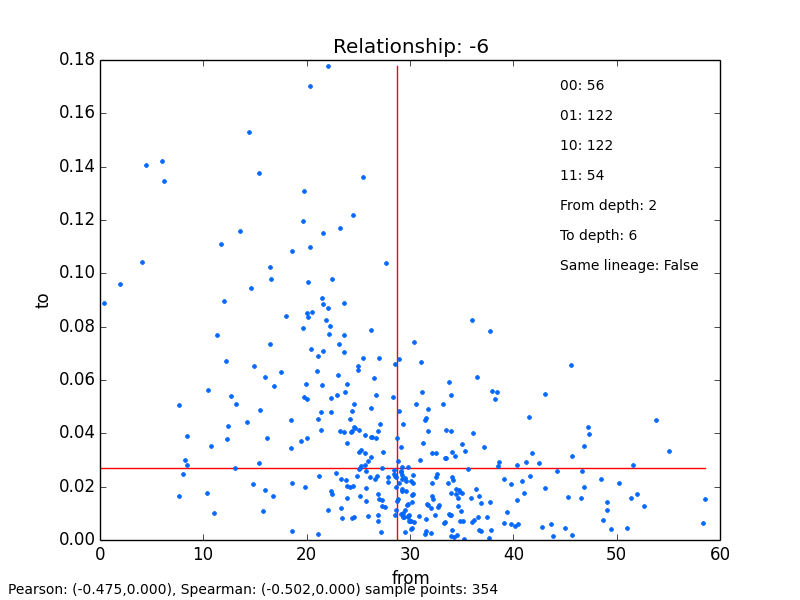 Relationship: -6
0.18
0.16
0.14
0.12
0.10
0.08
0.06
0.04
0.02
0.00
to
00: 56
01: 122
10: 122
11: 54
From depth: 2
To depth: 6
Same lineage: False
0 10 20 30 40 50 60
from
Pearson: (-0.475,0.000), Spearman: (-0.502,0.000) sample points: 354